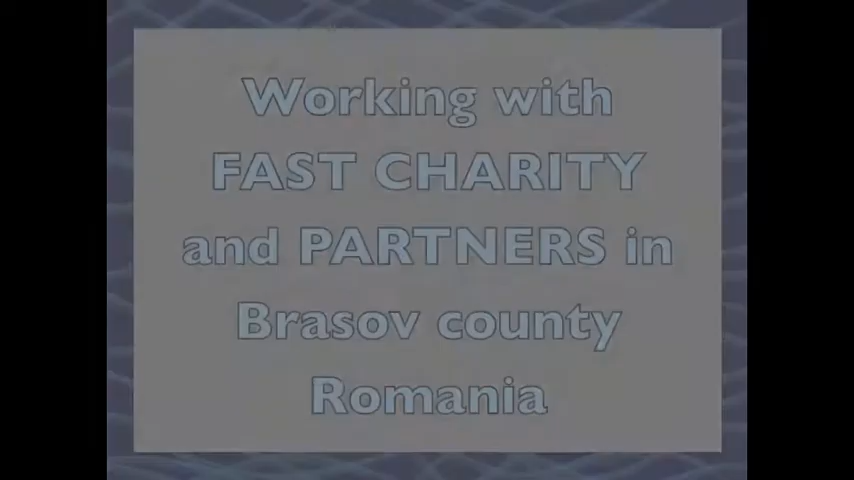 Working with
FAST CHARITY
and PARTNERS in
Brasov county
Romania